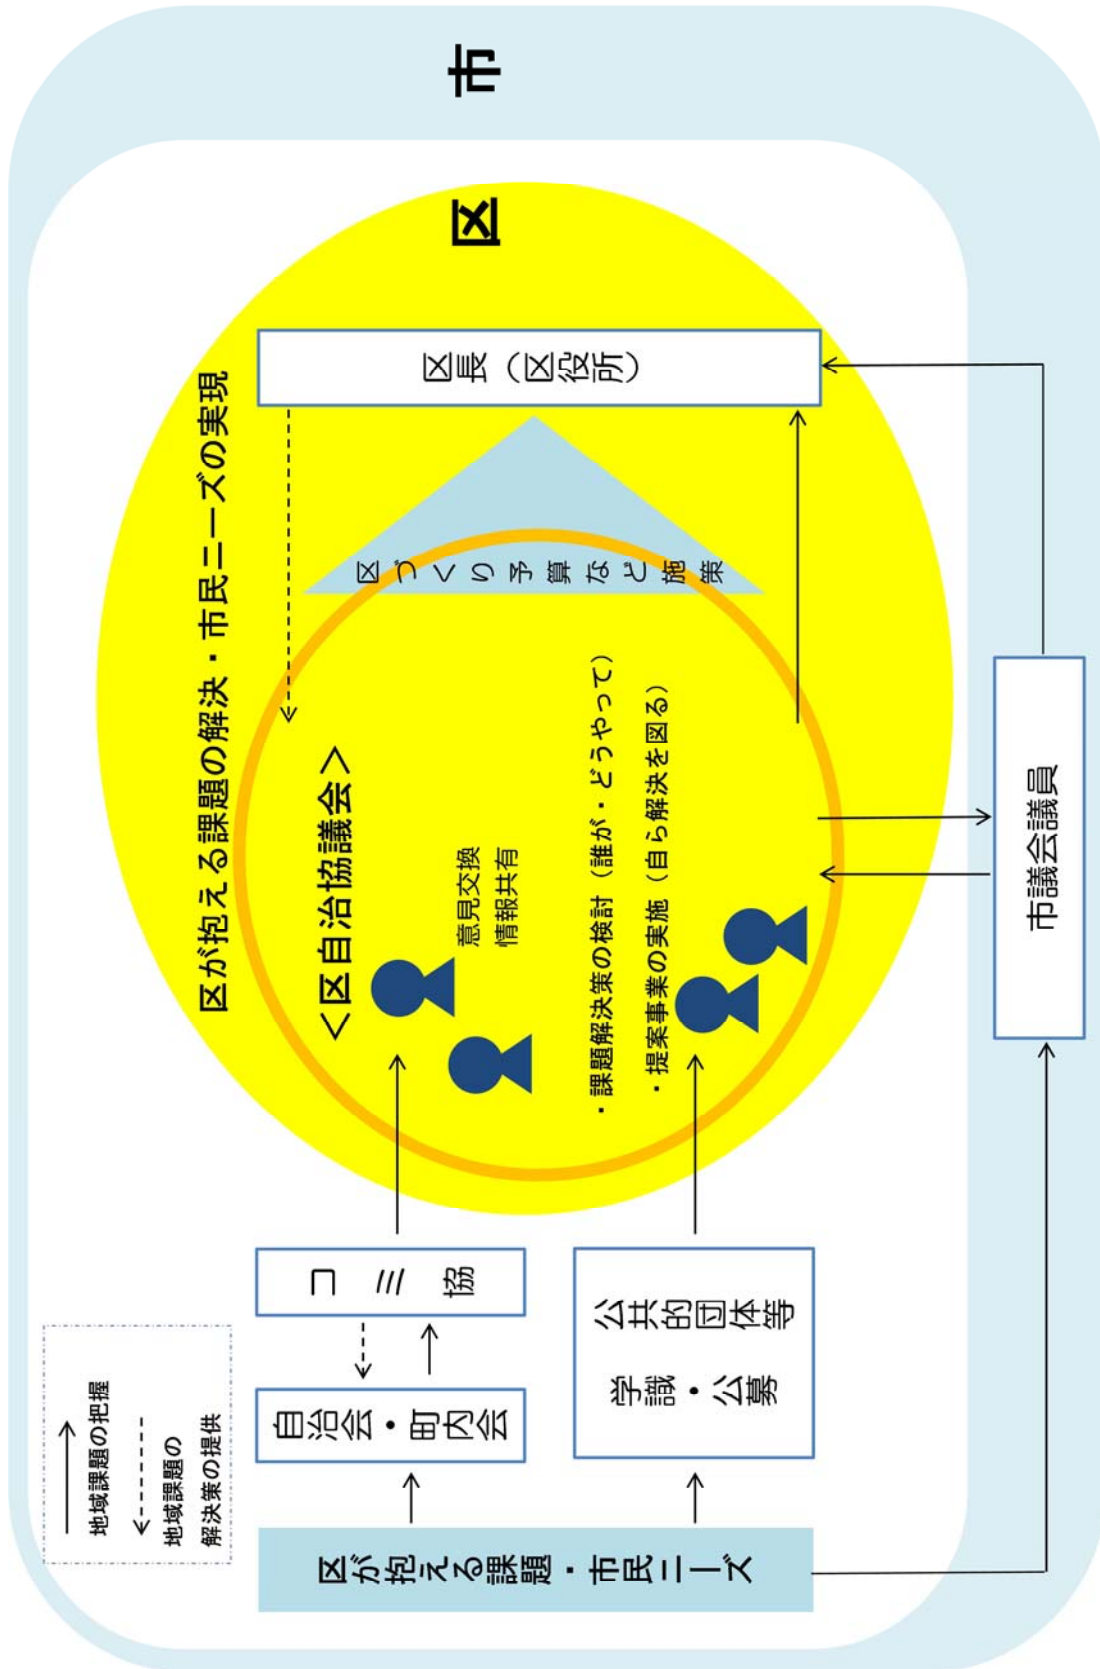 市
区
区が抱える課題の解決・市民ニーズの実現
地域課題の把握
地域課題の
解決策の提供
区が抱える課題・市民ニーズ
自治会・町内会
コミ協
公共的団体等
学識・公募
＜区自治協議会＞
意見交換
情報共有
・課題解決策の検討（誰が・どうやって）
・提案事業の実施（自ら解決を図る）
区づくり予算など施策
区長（区役所）
市議会議員